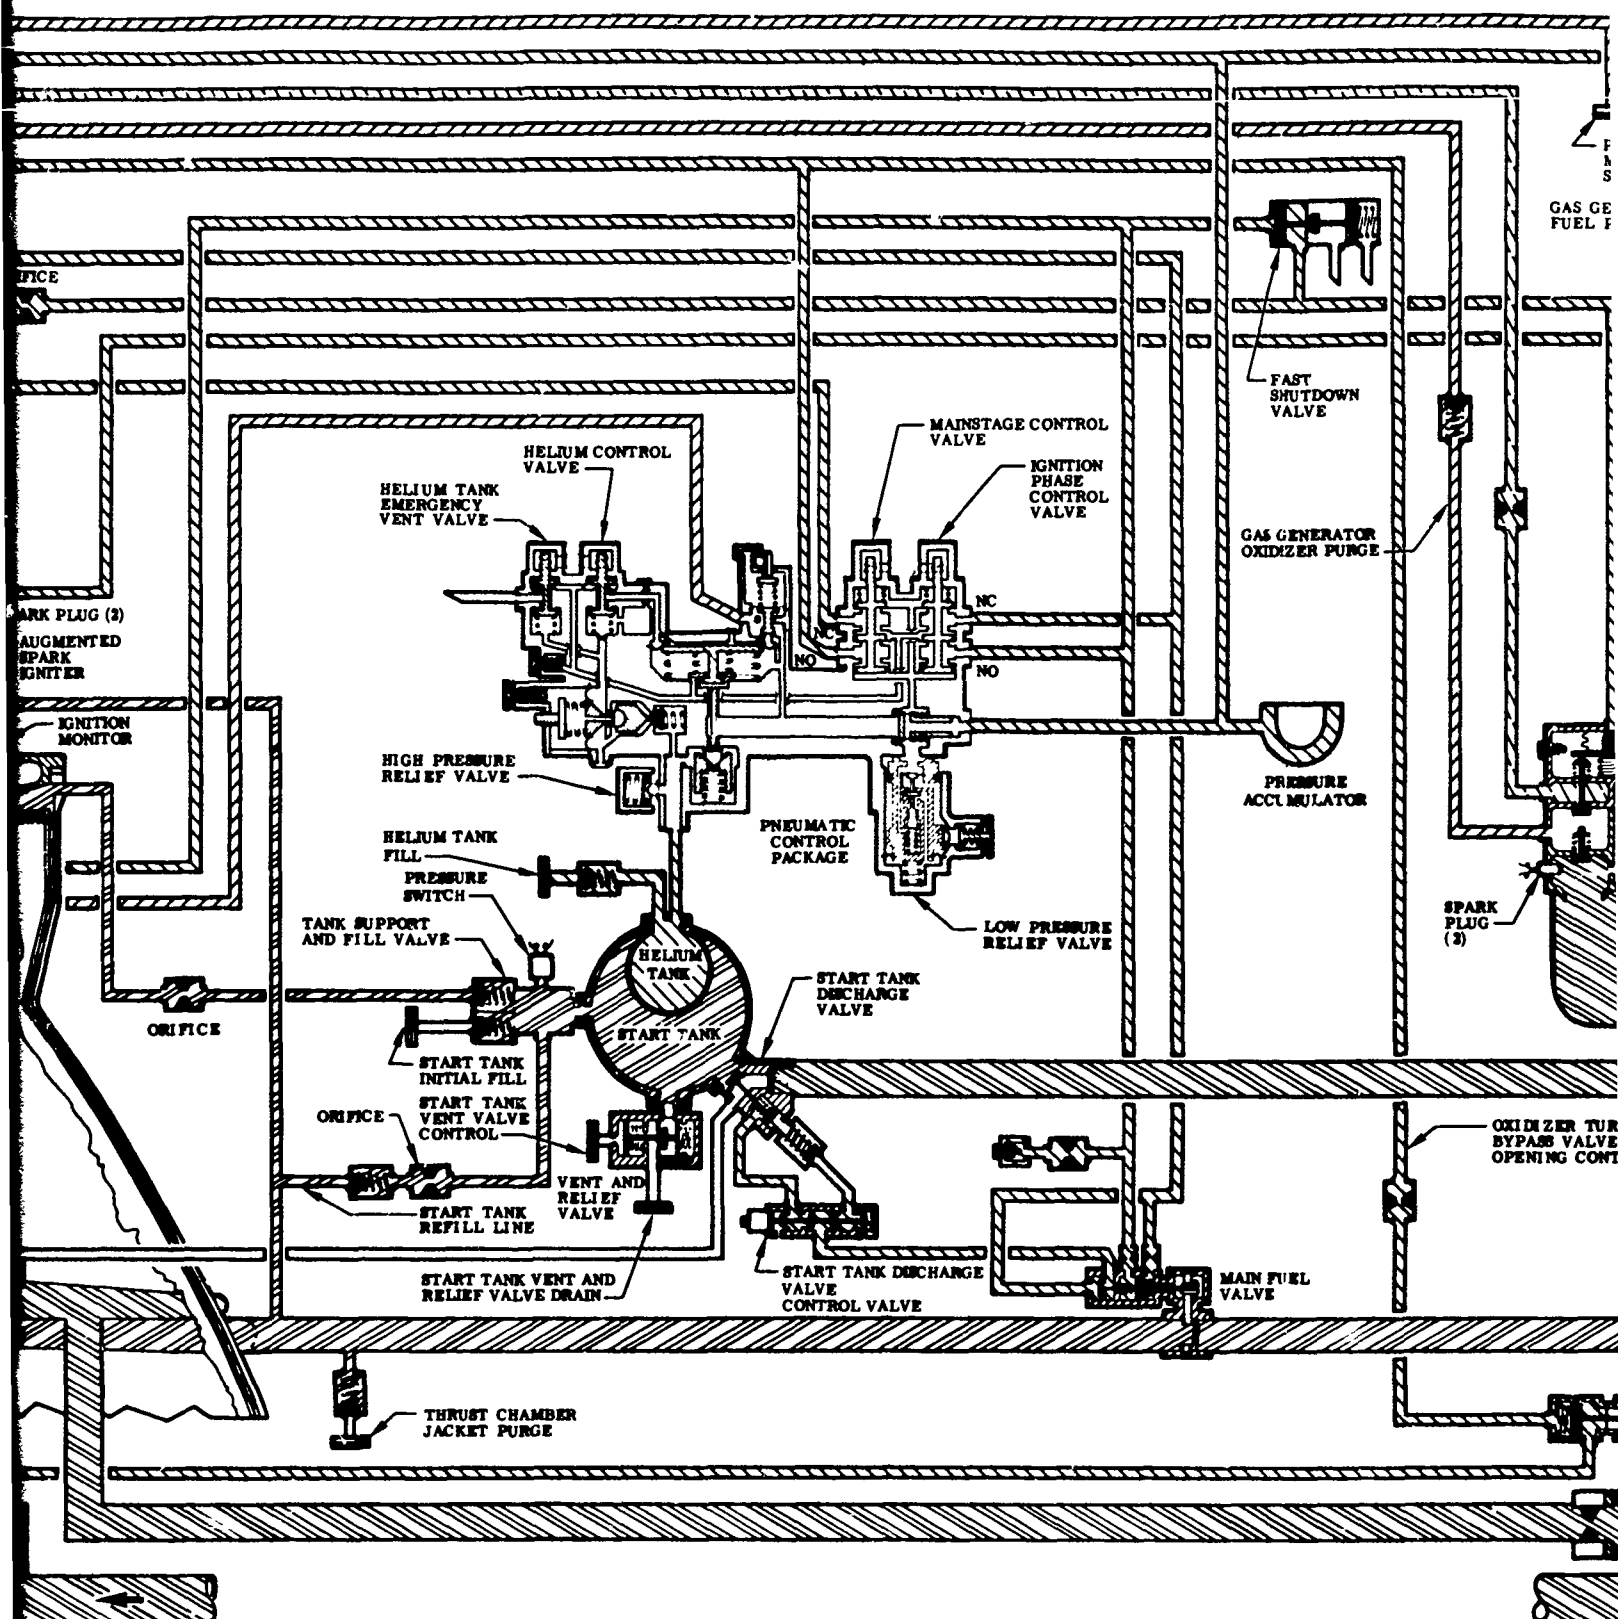 GAS GE
FUEL P
IFICE
FAST
SHUTDOWN
VALVE
MAINSTAGE CONTROL
VALVE
HELIUM CONTROL
VALVE
IGNITION
PHASE
CONTROL
VALVE
HELIUM TANK
EMERGENCY
VENT VALVE
GAS GENERATOR
OXIDIZER PURGE
NC
NC
NO
NO
ARK PLUG (2)
AUGMENTED
SPARK
IGNITER
IGNITION
MONITOR
HIGH PRESSURE
RELIEF VALVE
PRESSURE
ACCUMULATOR
PNEUMATIC
CONTROL
PACKAGE
HELIUM TANK
FILL
PRESSURE
SWITCH
TANK SUPPORT
AND FILL VALVE
LOW PRESSURE
RELIEF VALVE
SPARK
PLUG
(2)
HELIUM
TANK
START TANK
START TANK
DISCHARGE
VALVE
ORIFICE
START TANK
INITIAL FILL
START TANK
VENT VALVE
CONTROL
ORIFICE
OXIDIZER TUR
BYPASS VALVE
OPENING CONT
VENT AND
RELIEF
VALVE
START TANK
REFILL LINE
START TANK VENT AND
RELIEF VALVE DRAIN
START TANK DISCHARGE
VALVE
CONTROL VALVE
MAIN FUEL
VALVE
THRUST CHAMBER
JACKET PURGE